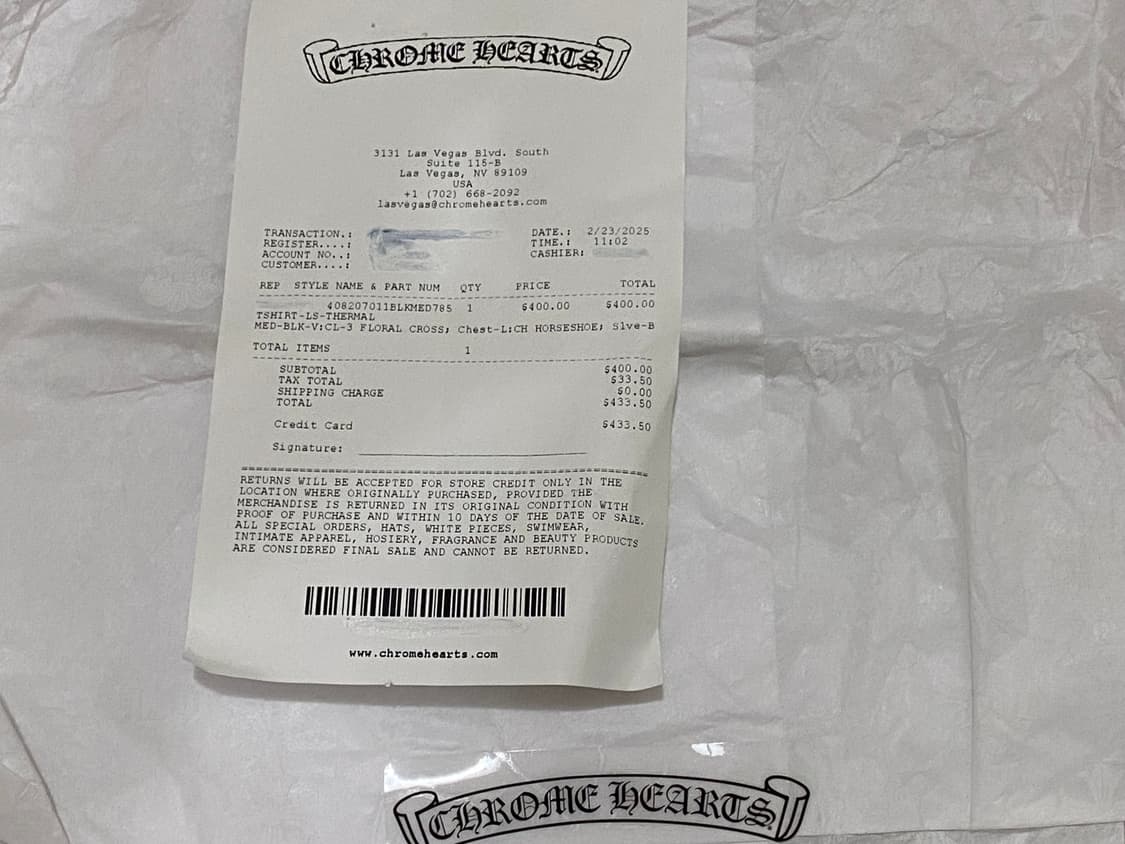 CHROME HEARTS
3131 Las Vegas Blvd. South
Suite 115-B
Las Vegas, NV 89109
USA
+1 (702) 668-2092
lasvegas@chromehearts.com
TRANSACTION.: DATE.: 2/23/2025
REGISTER....: TIME.: 11:02
ACCOUNT NO..: CASHIER:
CUSTOMER....:
REP STYLE NAME & PART NUM QTY PRICE TOTAL
408207011BLKMED785 1 $400.00 $400.00
TSHIRT-LS-THERMAL
MED-BLK-V:CL-3 FLORAL CROSS; Chest-L:CH HORSESHOE; Slve-B
TOTAL ITEMS 1
SUBTOTAL $400.00
TAX TOTAL $33.50
SHIPPING CHARGE $0.00
TOTAL $433.50
Credit Card $433.50
Signature:
RETURNS WILL BE ACCEPTED FOR STORE CREDIT ONLY IN THE
LOCATION WHERE ORIGINALLY PURCHASED, PROVIDED THE
MERCHANDISE IS RETURNED IN ITS ORIGINAL CONDITION WITH
PROOF OF PURCHASE AND WITHIN 10 DAYS OF THE DATE OF SALE.
ALL SPECIAL ORDERS, HATS, WHITE PIECES, SWIMWEAR,
INTIMATE APPAREL, HOSIERY, FRAGRANCE AND BEAUTY PRODUCTS
ARE CONSIDERED FINAL SALE AND CANNOT BE RETURNED.
www.chromehearts.com
CHROME HEARTS